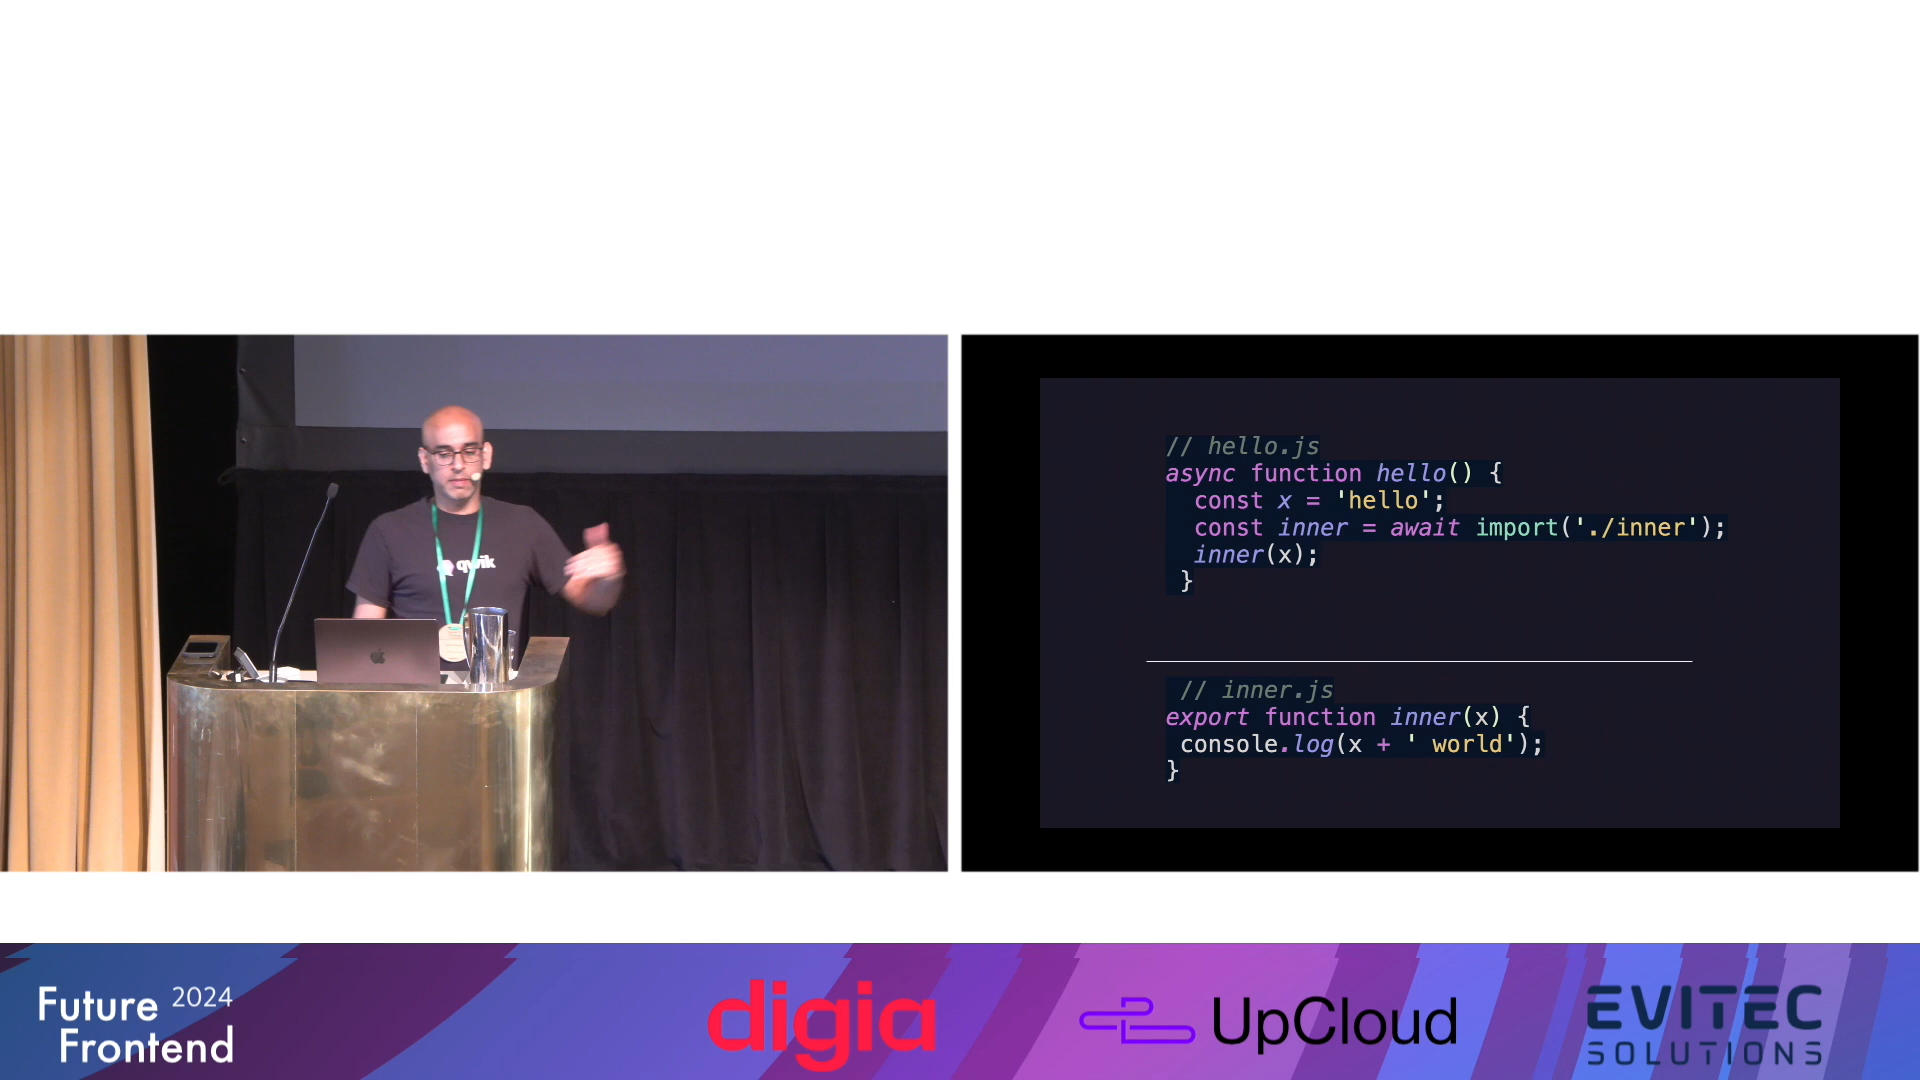 qwik
// hello.js
async function hello() {
  const x = 'hello';
  const inner = await import('./inner');
  inner(x);
 }
 // inner.js
export function inner(x) {
 console.log(x + ' world');
}
Future 2024
Frontend
digia
UpCloud
EVITEC
SOLUTIONS